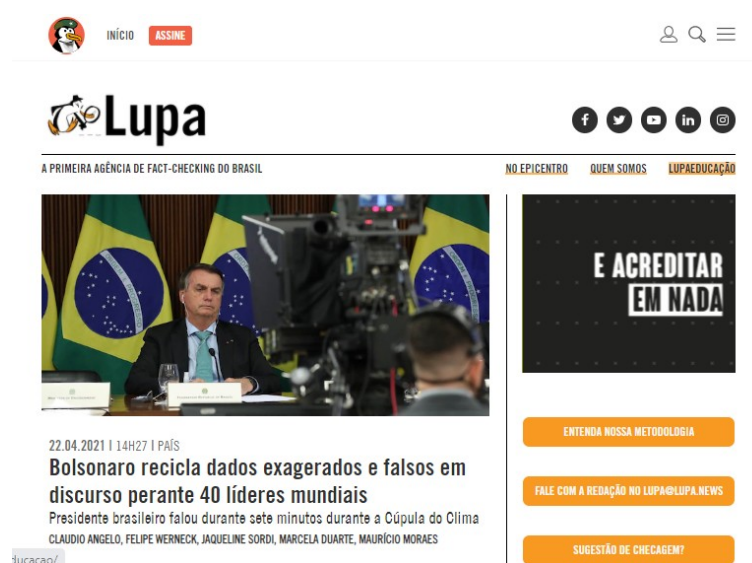 INÍCIO
ASSINE
Lupa
A PRIMEIRA AGÊNCIA DE FACT-CHECKING DO BRASIL
NO EPICENTRO
QUEM SOMOS
LUPAEDUCAÇÃO
E ACREDITAR
EM NADA
22.04.2021 | 14H27 | PAÍS
Bolsonaro recicla dados exagerados e falsos em
discurso perante 40 líderes mundiais
Presidente brasileiro falou durante sete minutos durante a Cúpula do Clima
CLAUDIO ANGELO, FELIPE WERNECK, JAQUELINE SORDI, MARCELA DUARTE, MAURÍCIO MORAES
ENTENDA NOSSA METODOLOGIA
FALE COM A REDAÇÃO NO LUPA@LUPA.NEWS
SUGESTÃO DE CHECAGEM?